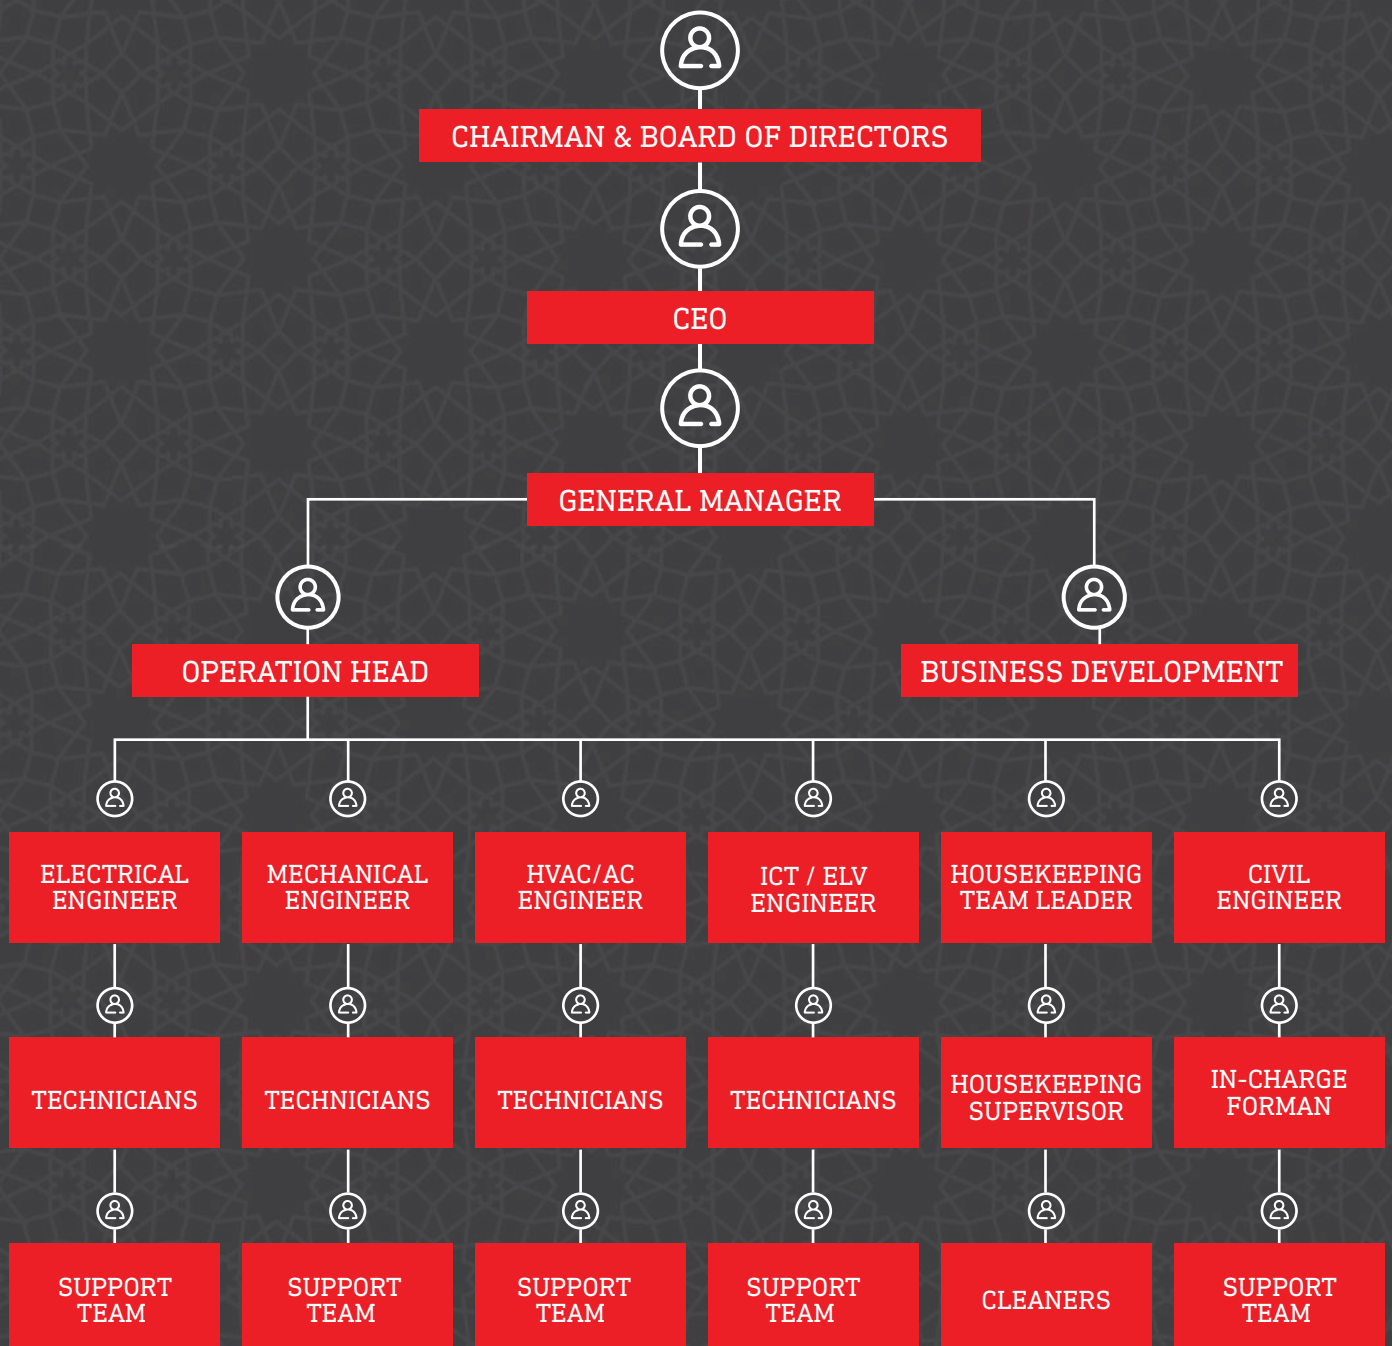 CHAIRMAN & BOARD OF DIRECTORS
CEO
GENERAL MANAGER
OPERATION HEAD
BUSINESS DEVELOPMENT
ELECTRICAL
ENGINEER
MECHANICAL
ENGINEER
HVAC/AC
ENGINEER
ICT / ELV
ENGINEER
HOUSEKEEPING
TEAM LEADER
CIVIL
ENGINEER
TECHNICIANS
TECHNICIANS
TECHNICIANS
TECHNICIANS
HOUSEKEEPING
SUPERVISOR
IN-CHARGE
FORMAN
SUPPORT
TEAM
SUPPORT
TEAM
SUPPORT
TEAM
SUPPORT
TEAM
CLEANERS
SUPPORT
TEAM